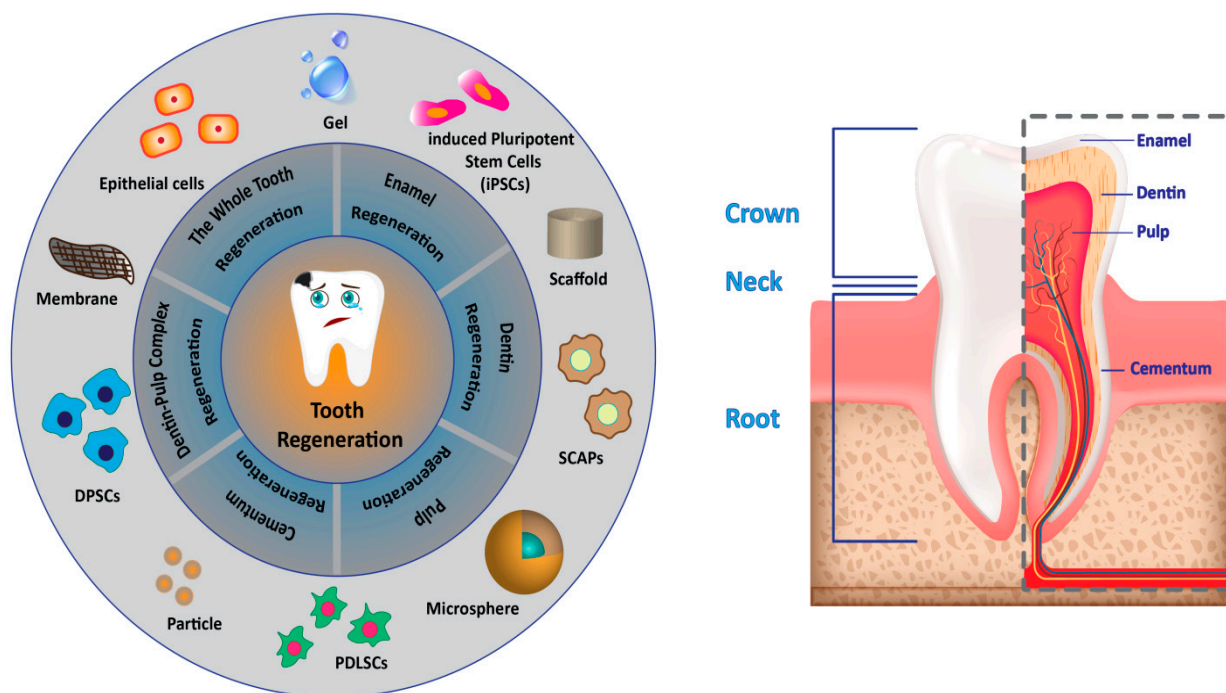 Gel
induced Pluripotent
Stem Cells
(iPSCs)
Scaffold
SCAPs
Microsphere
PDLSCs
Particle
DPSCs
Membrane
Epithelial cells
The Whole Tooth
Regeneration
Enamel
Regeneration
Dentin
Regeneration
Pulp
Regeneration
Cementum
Regeneration
Dentin-Pulp Complex
Regeneration
Tooth
Regeneration
Crown
Neck
Root
Enamel
Dentin
Pulp
Cementum